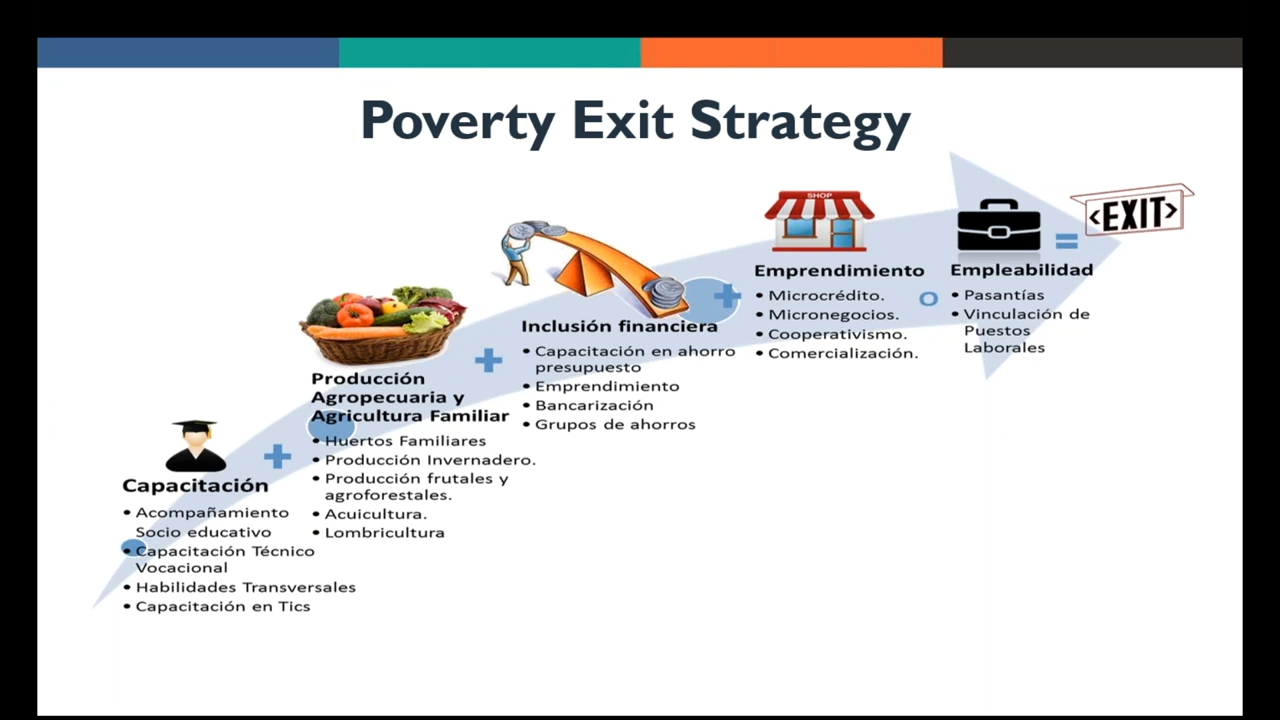 Poverty Exit Strategy
Capacitación
• Acompañamiento
Socio educativo
• Capacitación Técnico
Vocacional
• Habilidades Transversales
• Capacitación en Tics
+
Producción
Agropecuaria y
Agricultura Familiar
• Huertos Familiares
• Producción Invernadero.
• Producción frutales y
agroforestales.
• Acuicultura.
• Lombricultura
+
Inclusión financiera
• Capacitación en ahorro
presupuesto
• Emprendimiento
• Bancarización
• Grupos de ahorros
+
SHOP
Emprendimiento
• Microcrédito.
• Micronegocios.
• Cooperativismo.
• Comercialización.
o
Empleabilidad
• Pasantías
• Vinculación de
Puestos
Laborales
=
<EXIT>